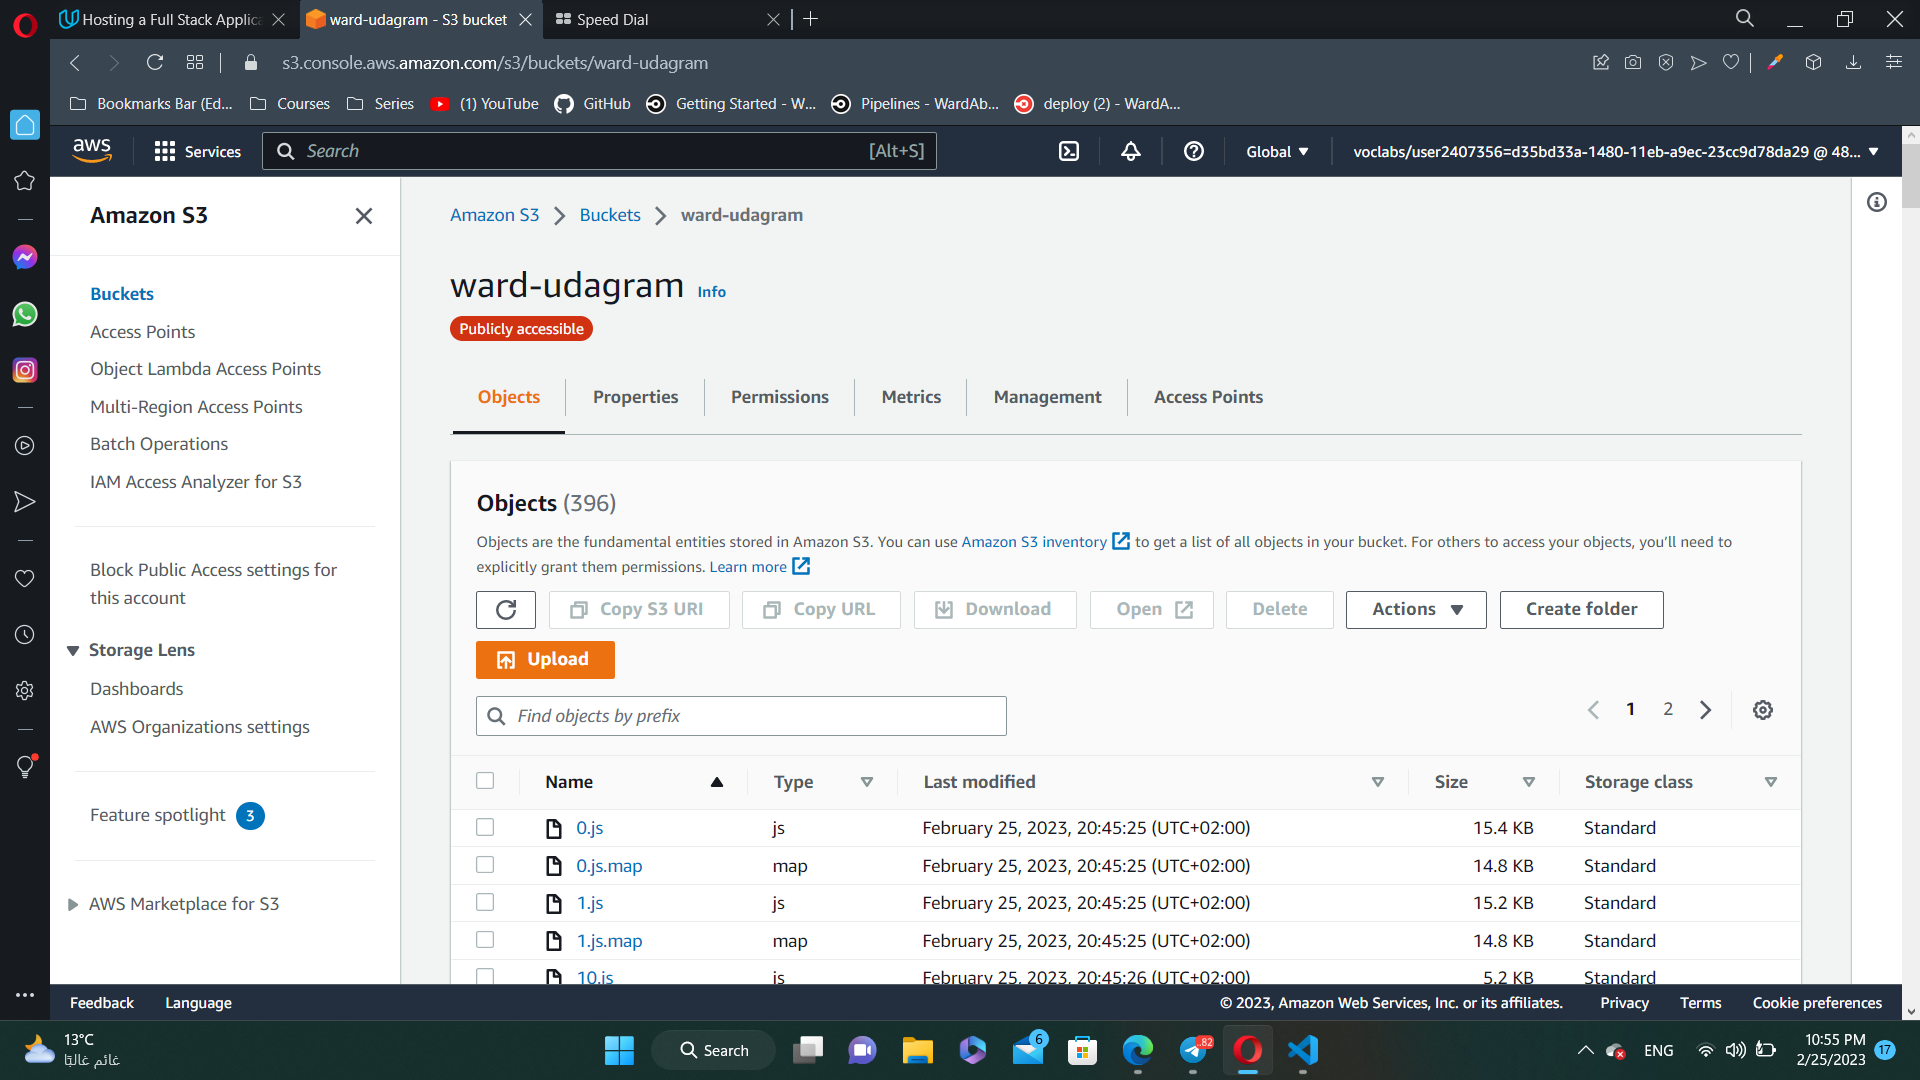 Hosting a Full Stack Applica
ward-udagram - S3 bucket
Speed Dial
s3.console.aws.amazon.com/s3/buckets/ward-udagram
Bookmarks Bar (Ed...
Courses
Series
(1) YouTube
GitHub
Getting Started - W...
Pipelines - WardAb...
deploy (2) - WardA...
aws
Services
Search
[Alt+S]
Global
voclabs/user2407356=d35bd33a-1480-11eb-a9ec-23cc9d78da29 @ 48...
Amazon S3
Buckets
Access Points
Object Lambda Access Points
Multi-Region Access Points
Batch Operations
IAM Access Analyzer for S3
Block Public Access settings for
this account
Storage Lens
Dashboards
AWS Organizations settings
Feature spotlight 3
AWS Marketplace for S3
Amazon S3 > Buckets > ward-udagram
ward-udagram Info
Publicly accessible
Objects
Properties
Permissions
Metrics
Management
Access Points
Objects (396)
Objects are the fundamental entities stored in Amazon S3. You can use Amazon S3 inventory to get a list of all objects in your bucket. For others to access your objects, you'll need to
explicitly grant them permissions. Learn more
Copy S3 URI
Copy URL
Download
Open
Delete
Actions
Create folder
Upload
Find objects by prefix
1 2
Name Type Last modified Size Storage class
0.js js February 25, 2023, 20:45:25 (UTC+02:00) 15.4 KB Standard
0.js.map map February 25, 2023, 20:45:25 (UTC+02:00) 14.8 KB Standard
1.js js February 25, 2023, 20:45:25 (UTC+02:00) 15.2 KB Standard
1.js.map map February 25, 2023, 20:45:25 (UTC+02:00) 14.8 KB Standard
10.js js February 25, 2023, 20:45:26 (UTC+02:00) 5.2 KB Standard
Feedback
Language
© 2023, Amazon Web Services, Inc. or its affiliates.
Privacy
Terms
Cookie preferences
13°C
غائم غالبًا
Search
6
..82
ENG
10:55 PM
2/25/2023
17